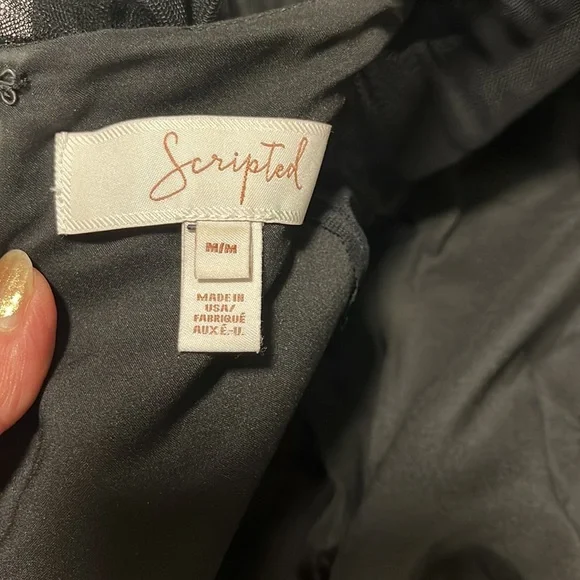 Scripted
M/M
MADE IN
USA/
FABRIQUÉ
AUX É.-U.